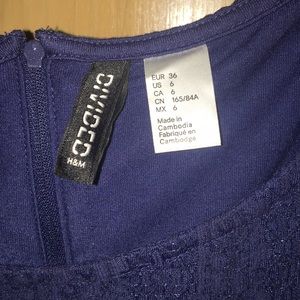 DIVIDED
H&M
EUR 36
US 6
CA 6
CN 165/84A
MX 6
Made in
Cambodia
Fabriqué en
Cambodge